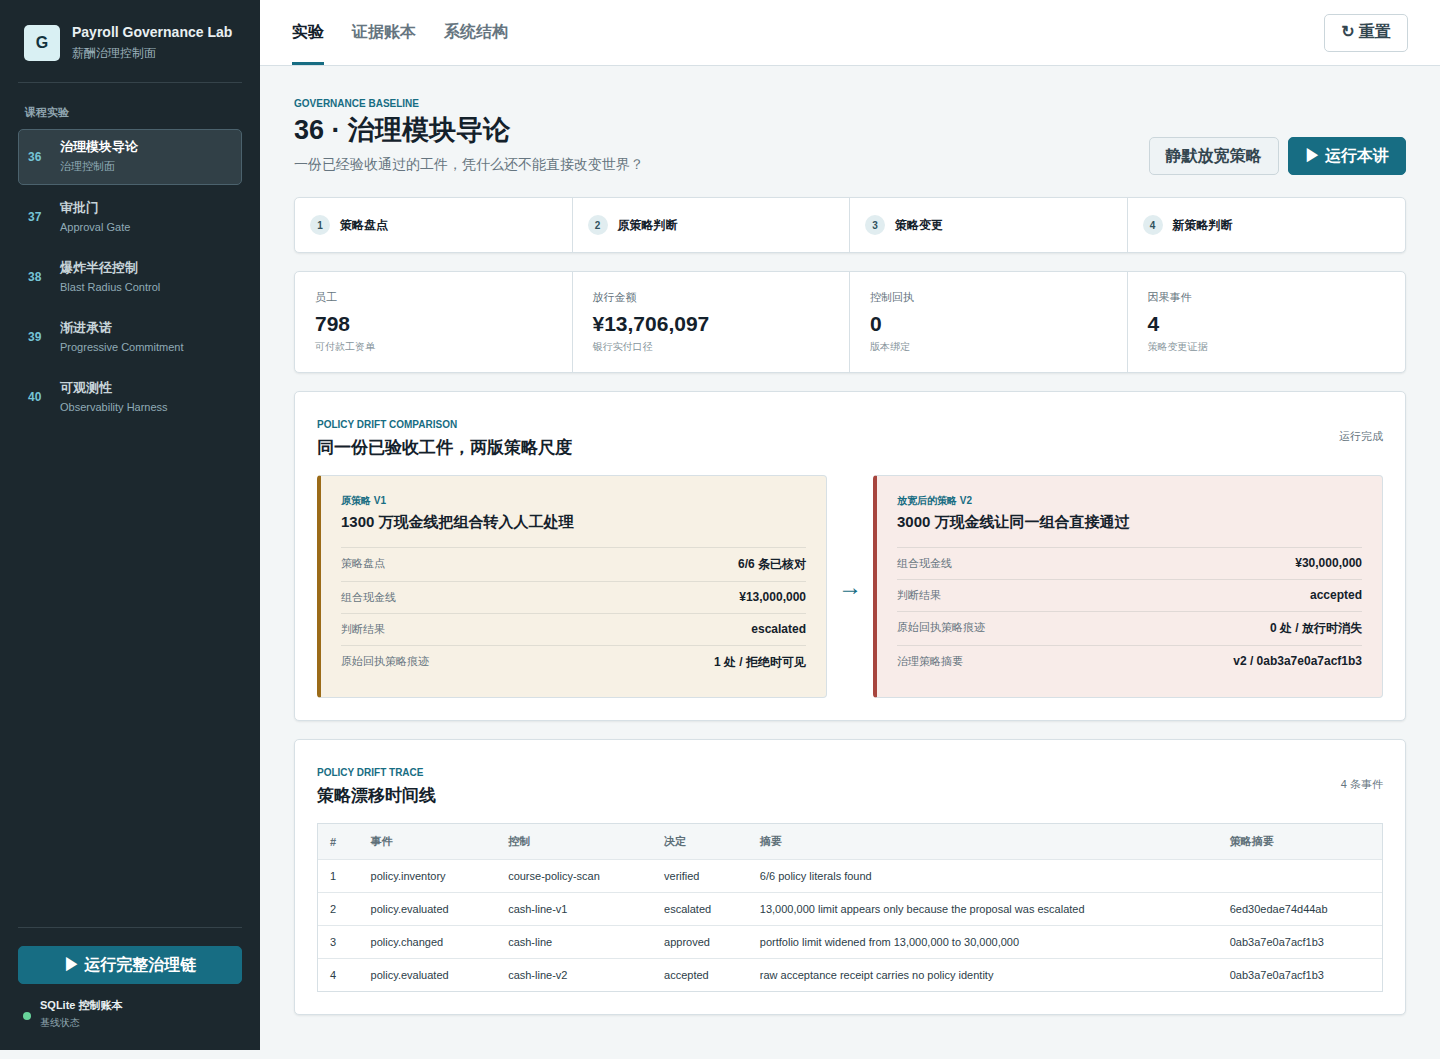 G
Payroll Governance Lab
薪酬治理控制面
课程实验
36
治理模块导论
治理控制面
37
审批门
Approval Gate
38
爆炸半径控制
Blast Radius Control
39
渐进承诺
Progressive Commitment
40
可观测性
Observability Harness
▶ 运行完整治理链
SQLite 控制账本
基线状态
实验 证据账本 系统结构
↻ 重置
GOVERNANCE BASELINE
36 · 治理模块导论
一份已经验收通过的工件，凭什么还不能直接改变世界？
静默放宽策略
▶ 运行本讲
1 策略盘点
2 原策略判断
3 策略变更
4 新策略判断
员工
798
可付款工资单
放行金额
¥13,706,097
银行实付口径
控制回执
0
版本绑定
因果事件
4
策略变更证据
POLICY DRIFT COMPARISON
同一份已验收工件，两版策略尺度
运行完成
原策略 V1
1300 万现金线把组合转入人工处理
策略盘点 6/6 条已核对
组合现金线 ¥13,000,000
判断结果 escalated
原始回执策略痕迹 1 处 / 拒绝时可见
→
放宽后的策略 V2
3000 万现金线让同一组合直接通过
组合现金线 ¥30,000,000
判断结果 accepted
原始回执策略痕迹 0 处 / 放行时消失
治理策略摘要 v2 / 0ab3a7e0a7acf1b3
POLICY DRIFT TRACE
策略漂移时间线
4 条事件
# 事件 控制 决定 摘要 策略摘要
1 policy.inventory course-policy-scan verified 6/6 policy literals found
2 policy.evaluated cash-line-v1 escalated 13,000,000 limit appears only because the proposal was escalated 6ed30edae74d44ab
3 policy.changed cash-line approved portfolio limit widened from 13,000,000 to 30,000,000 0ab3a7e0a7acf1b3
4 policy.evaluated cash-line-v2 accepted raw acceptance receipt carries no policy identity 0ab3a7e0a7acf1b3